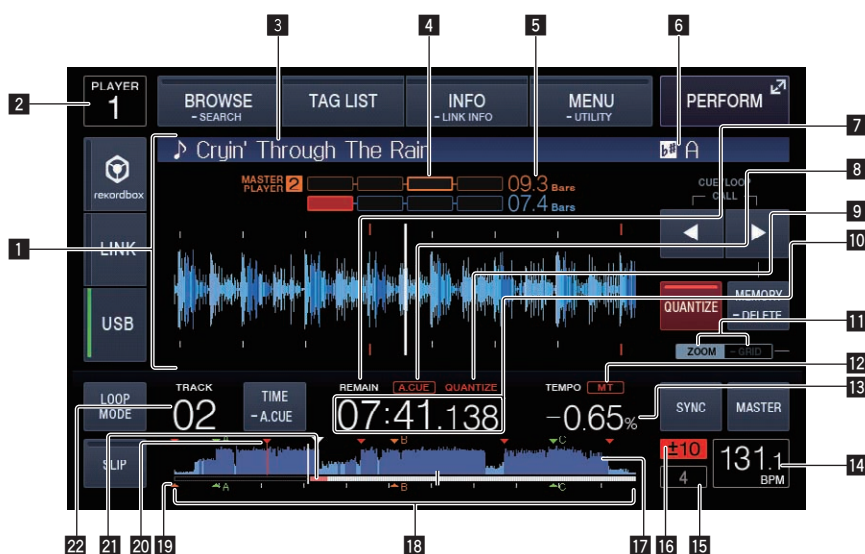 3 4 5 6
2
PLAYER
1
BROWSE
- SEARCH
TAG LIST
INFO
- LINK INFO
MENU
- UTILITY
PERFORM
♪ Cryin' Through The Rain
b# A
7
rekordbox
MASTER
PLAYER 2
09.3 Bars
07.4 Bars
CUE/LOOP
CALL
8
9
10
1
LINK
USB
QUANTIZE
MEMORY
- DELETE
11
ZOOM - GRID
12
LOOP
MODE
TRACK
02
TIME
- A.CUE
REMAIN A.CUE QUANTIZE
07:41.138
TEMPO MT
-0.65%
SYNC
MASTER
13
SLIP
A B C
±10
4
131.1
BPM
14
A B C
22 21 20 19 18 17 16 15